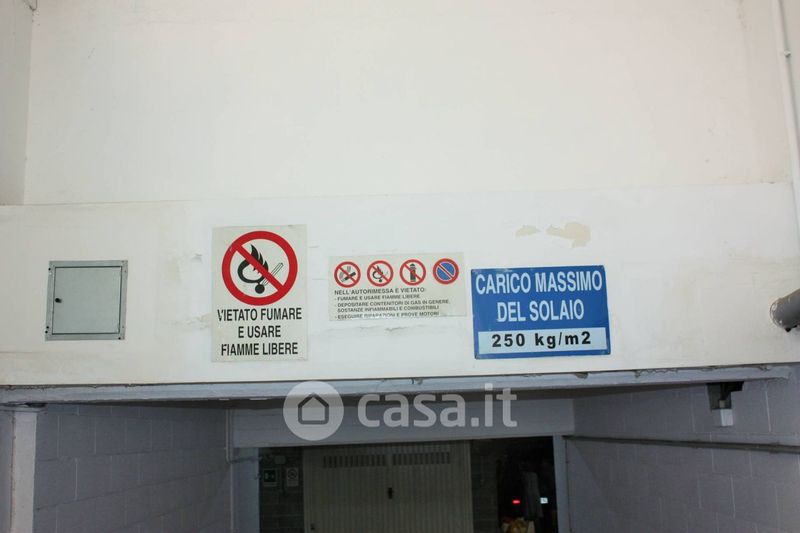 VIETATO FUMARE
E USARE
FIAMME LIBERE
NELL'AUTORIMESSA È VIETATO:
- FUMARE E USARE FIAMME LIBERE
- DEPOSITARE CONTENITORI DI GAS IN GENERE,
SOSTANZE INFIAMMABILI E COMBUSTIBILI
- ESEGUIRE RIPARAZIONI E PROVE MOTORI
CARICO MASSIMO
DEL SOLAIO
250 kg/m2
casa.it